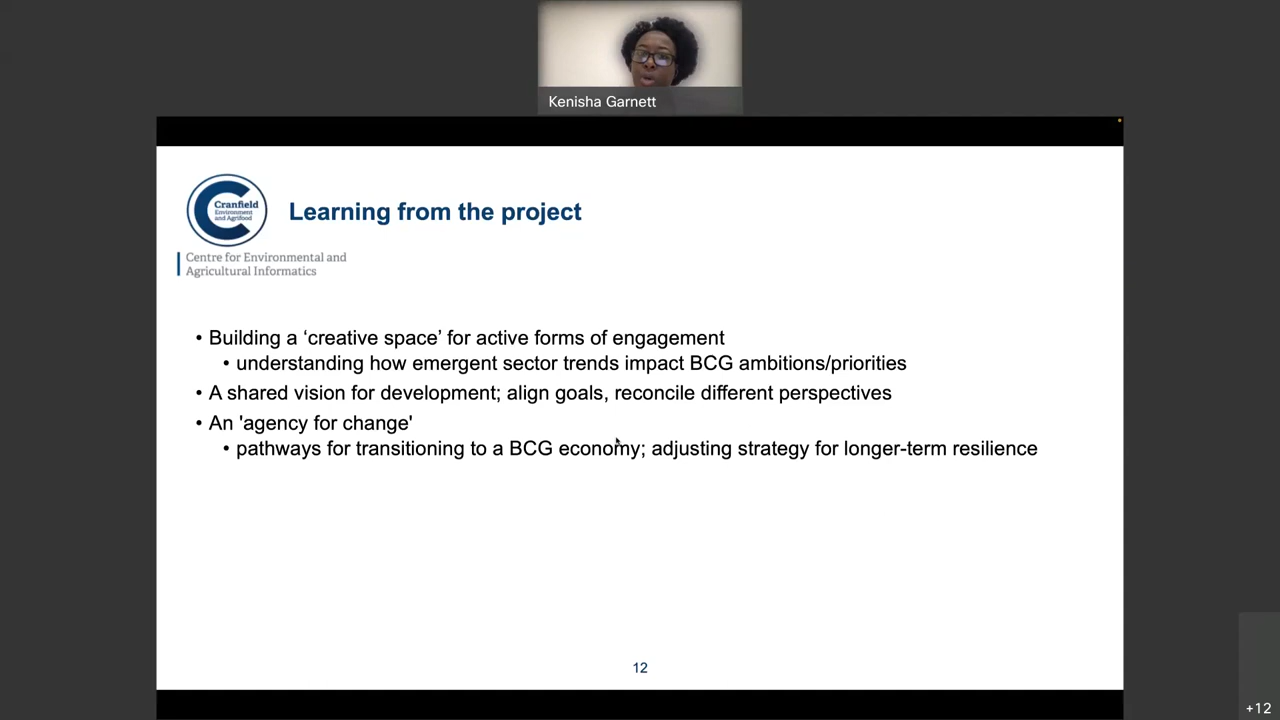 Kenisha Garnett
Cranfield
Environment
and Agrifood
Learning from the project
Centre for Environmental and
Agricultural Informatics
• Building a ‘creative space’ for active forms of engagement
• understanding how emergent sector trends impact BCG ambitions/priorities
• A shared vision for development; align goals, reconcile different perspectives
• An 'agency for change'
• pathways for transitioning to a BCG economy; adjusting strategy for longer-term resilience
12
+12